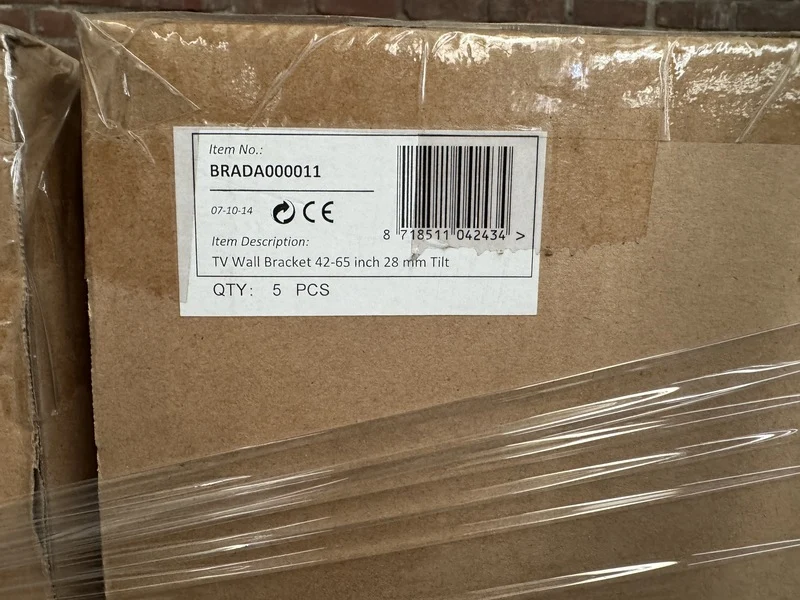 Item No.:
BRADA000011
07-10-14 CE
8 718511 042434 >
Item Description:
TV Wall Bracket 42-65 inch 28 mm Tilt
QTY: 5 PCS